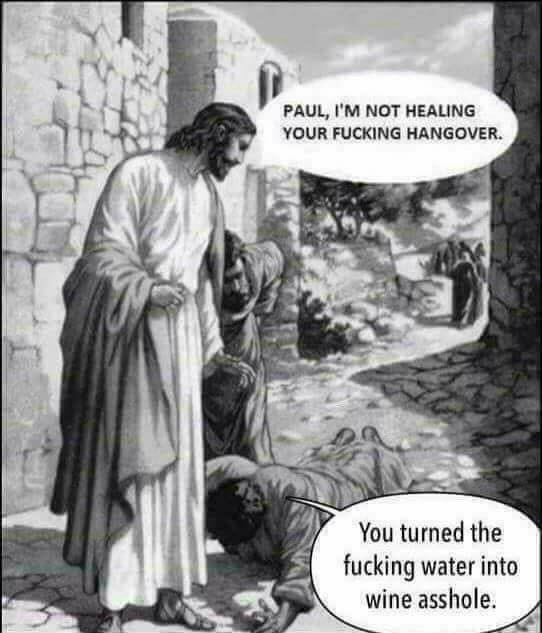 PAUL, I'M NOT HEALING
YOUR FUCKING HANGOVER.
You turned the
fucking water into
wine asshole.